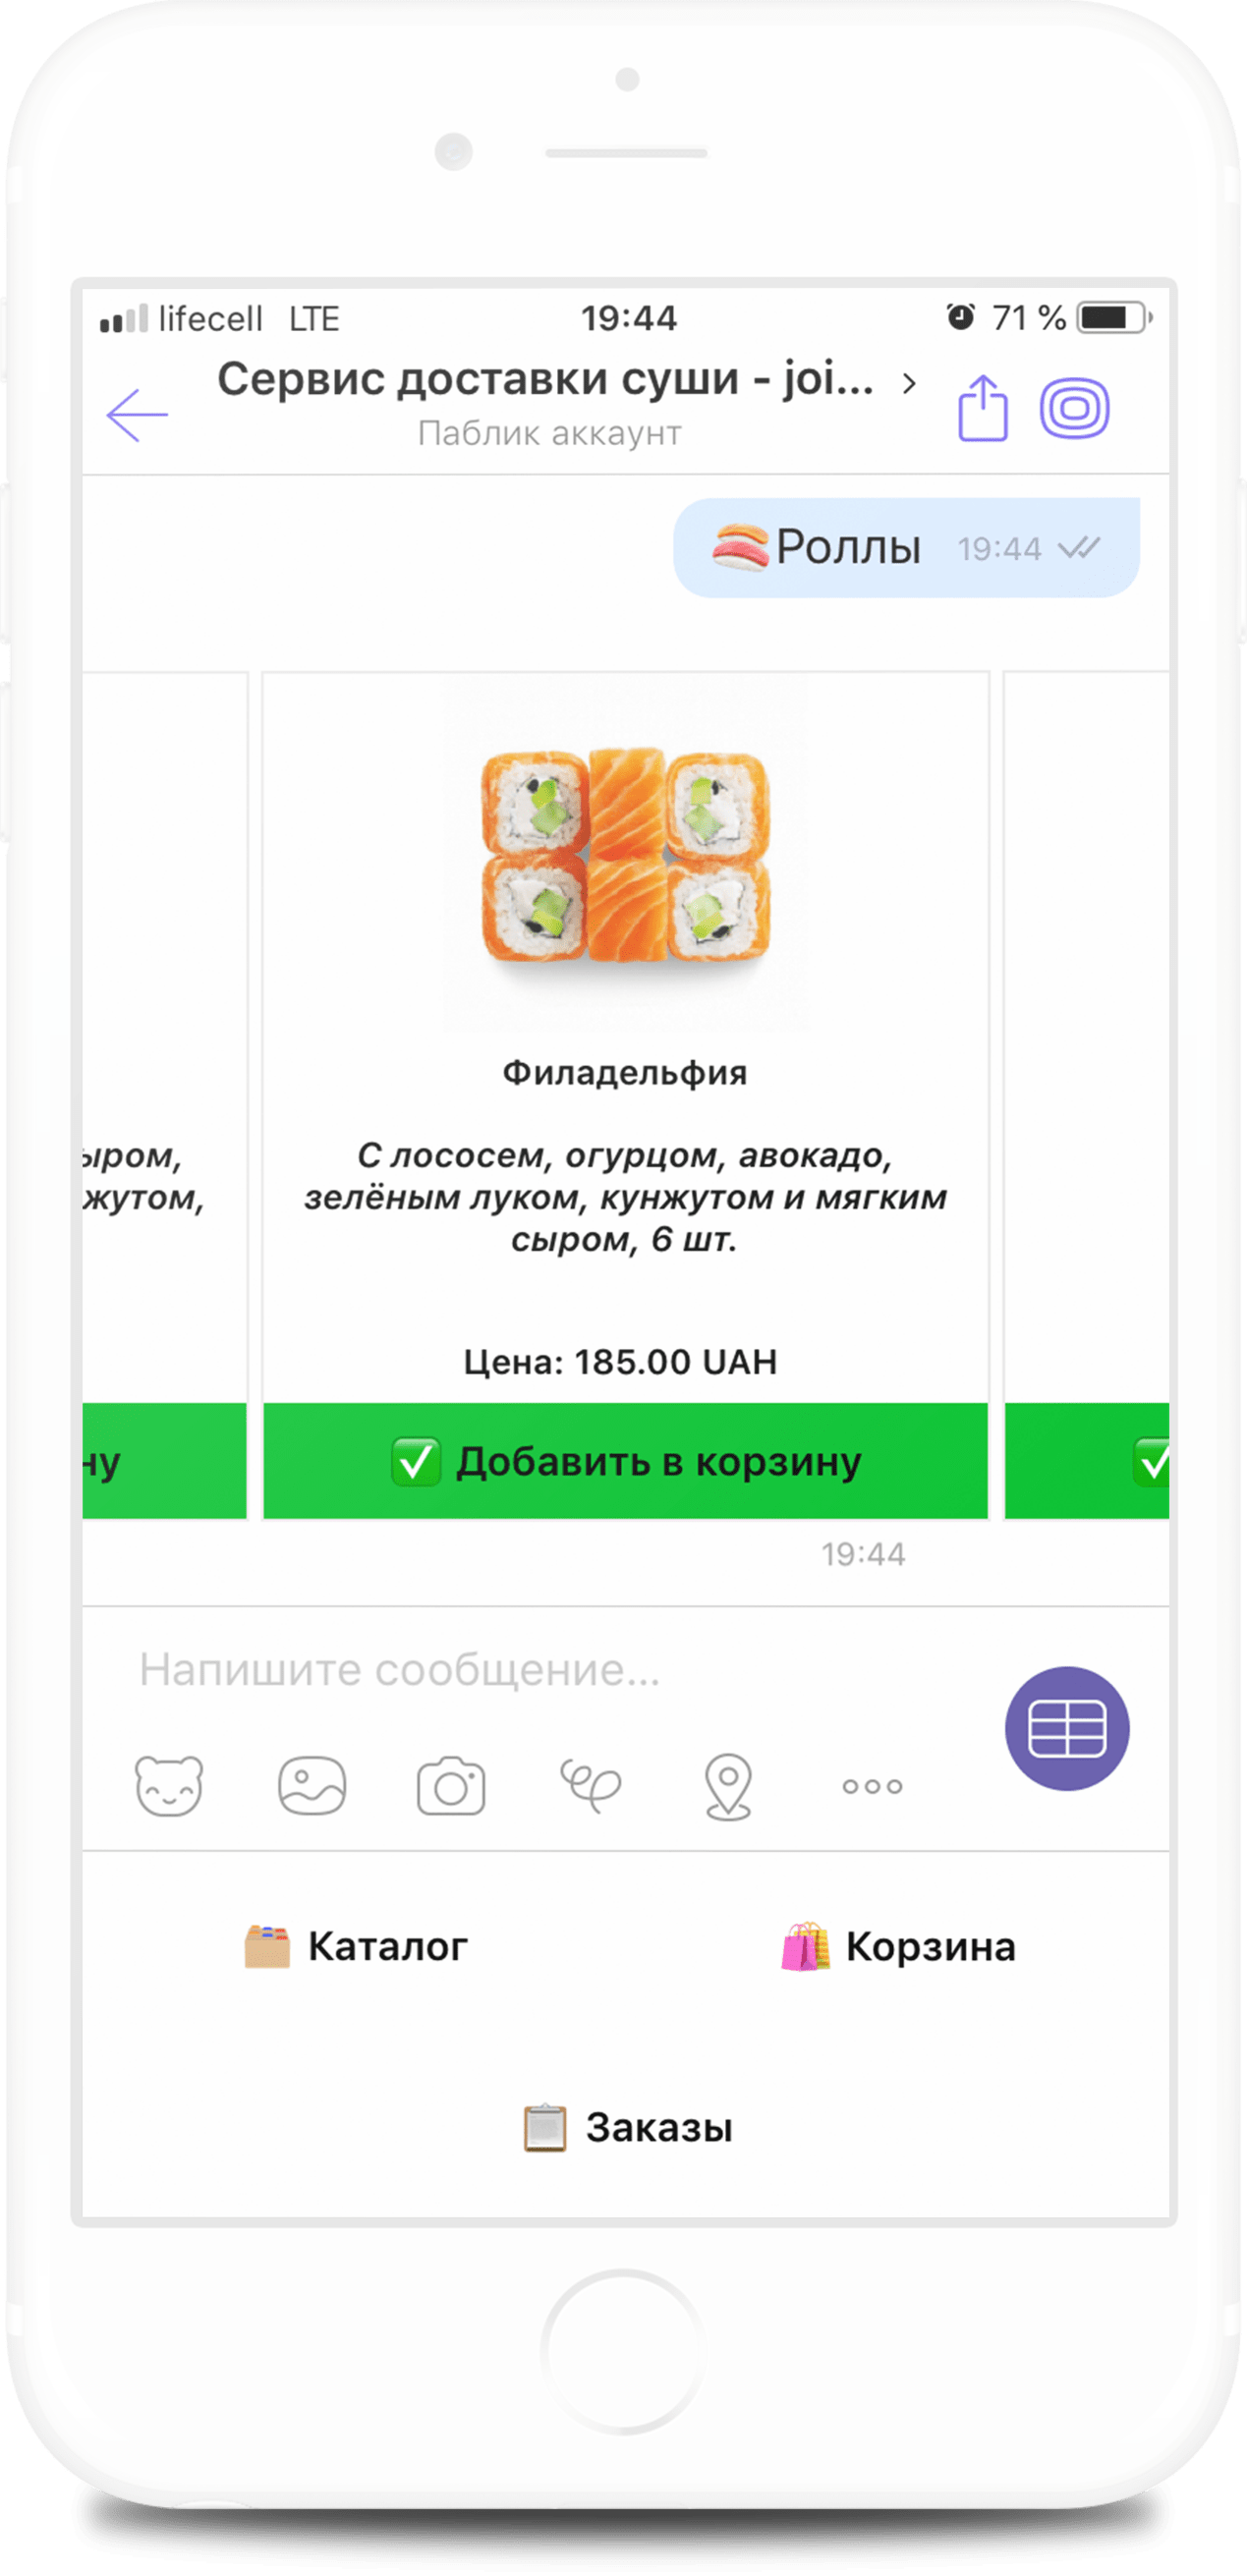 lifecell LTE 19:44 71 %
Сервис доставки суши - joi...
Паблик аккаунт
Роллы 19:44
Филадельфия
ыром,
жутом,
С лососем, огурцом, авокадо,
зелёным луком, кунжутом и мягким
сыром, 6 шт.
Цена: 185.00 UAH
ну
Добавить в корзину
19:44
Напишите сообщение...
Каталог
Корзина
Заказы